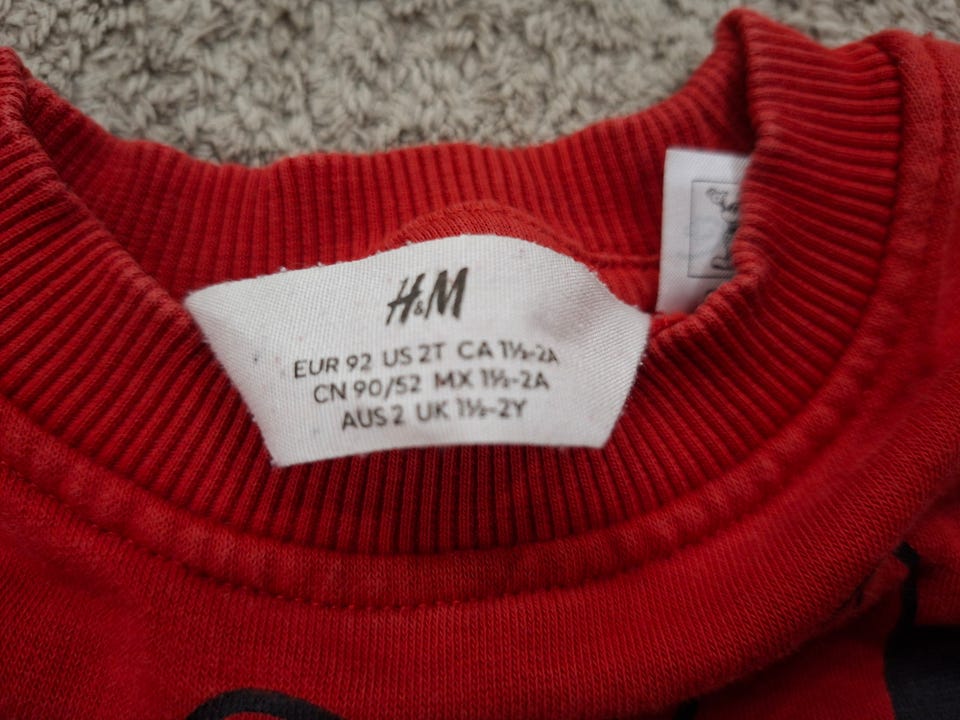 H&M
EUR 92 US 2T CA 1½-2A
CN 90/52 MX 1½-2A
AUS 2 UK 1½-2Y